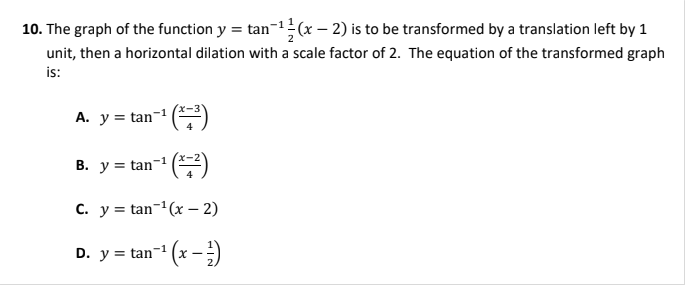 10. The graph of the function y = tan⁻¹ ½(x − 2) is to be transformed by a translation left by 1
unit, then a horizontal dilation with a scale factor of 2. The equation of the transformed graph
is:
A. y = tan⁻¹ ((x−3)/4)
B. y = tan⁻¹ ((x−2)/4)
C. y = tan⁻¹(x − 2)
D. y = tan⁻¹ (x − ½)